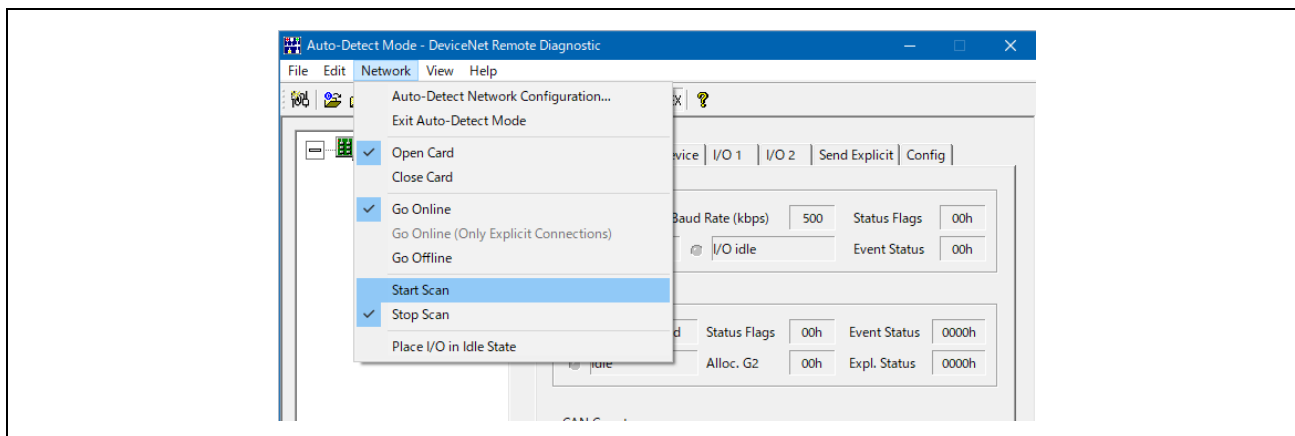 Auto-Detect Mode - DeviceNet Remote Diagnostic
File Edit Network View Help
Auto-Detect Network Configuration...
Exit Auto-Detect Mode
Open Card
Close Card
Go Online
Go Online (Only Explicit Connections)
Go Offline
Start Scan
Stop Scan
Place I/O in Idle State
I/O 1 I/O 2 Send Explicit Config
Baud Rate (kbps) 500 Status Flags 00h
I/O idle Event Status 00h
Status Flags 00h Event Status 0000h
Idle Alloc. G2 00h Expl. Status 0000h